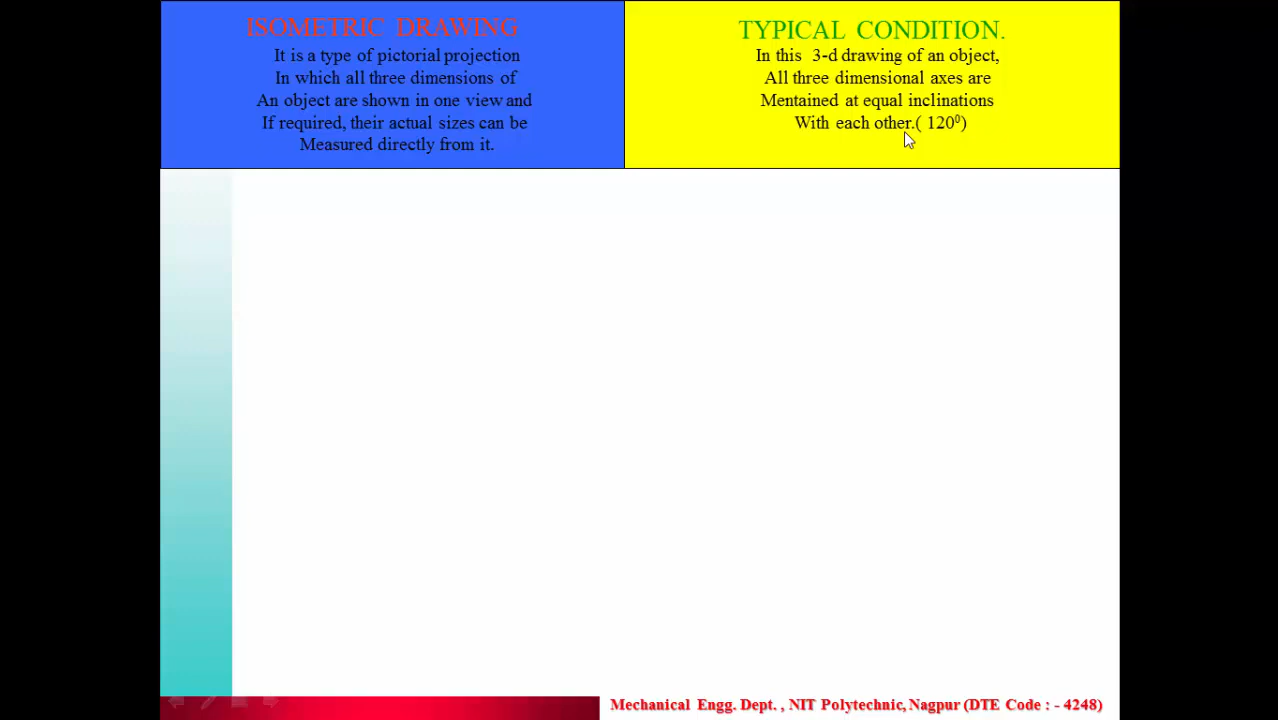 ISOMETRIC DRAWING
It is a type of pictorial projection
In which all three dimensions of
An object are shown in one view and
If required, their actual sizes can be
Measured directly from it.
TYPICAL CONDITION.
In this 3-d drawing of an object,
All three dimensional axes are
Mentained at equal inclinations
With each other.( 120⁰)
Mechanical Engg. Dept. , NIT Polytechnic, Nagpur (DTE Code : - 4248)